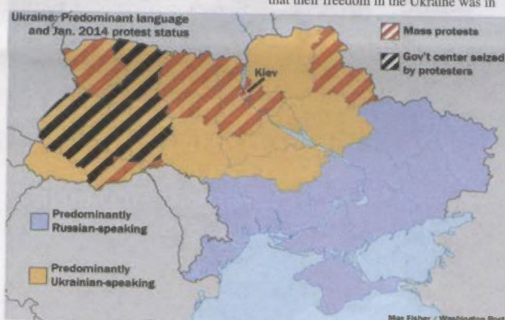 that their freedom in the Ukraine was in
Ukraine: Predominant language
and Jan. 2014 protest status
Mass protests
Gov't center seized
by protesters
Kiev
Predominantly
Russian-speaking
Predominantly
Ukrainian-speaking
Max Fisher / Washington Post